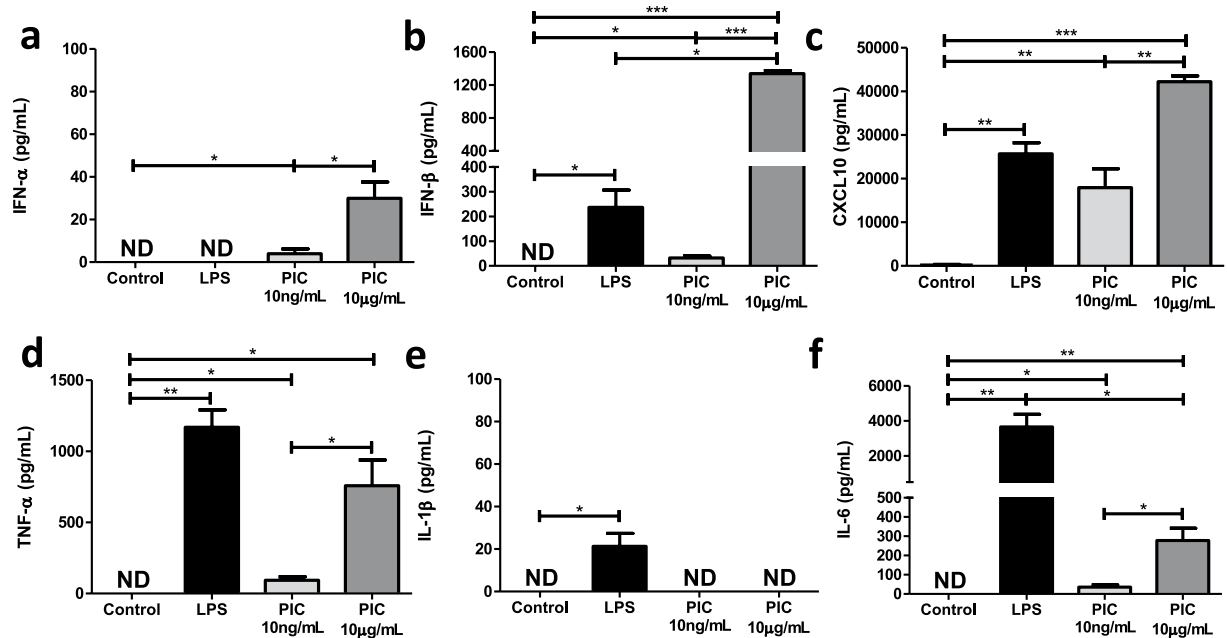 a
IFN-α (pg/mL)
100
80
60
40
20
0
*
*
ND
ND
Control
LPS
PIC
10ng/mL
PIC
10μg/mL
b
IFN-β (pg/mL)
1400
1200
1000
800
600
400
400
300
200
100
0
***
*
***
*
*
ND
Control
LPS
PIC
10ng/mL
PIC
10μg/mL
c
CXCL10 (pg/mL)
50000
40000
30000
20000
10000
0
***
**
**
**
Control
LPS
PIC
10ng/mL
PIC
10μg/mL
d
TNF-α (pg/mL)
1500
1000
500
0
*
*
**
*
ND
Control
LPS
PIC
10ng/mL
PIC
10μg/mL
e
IL-1β (pg/mL)
100
80
60
40
20
0
*
ND
ND
ND
Control
LPS
PIC
10ng/mL
PIC
10μg/mL
f
IL-6 (pg/mL)
6000
4000
2000
500
400
300
200
100
0
**
*
**
*
*
ND
Control
LPS
PIC
10ng/mL
PIC
10μg/mL